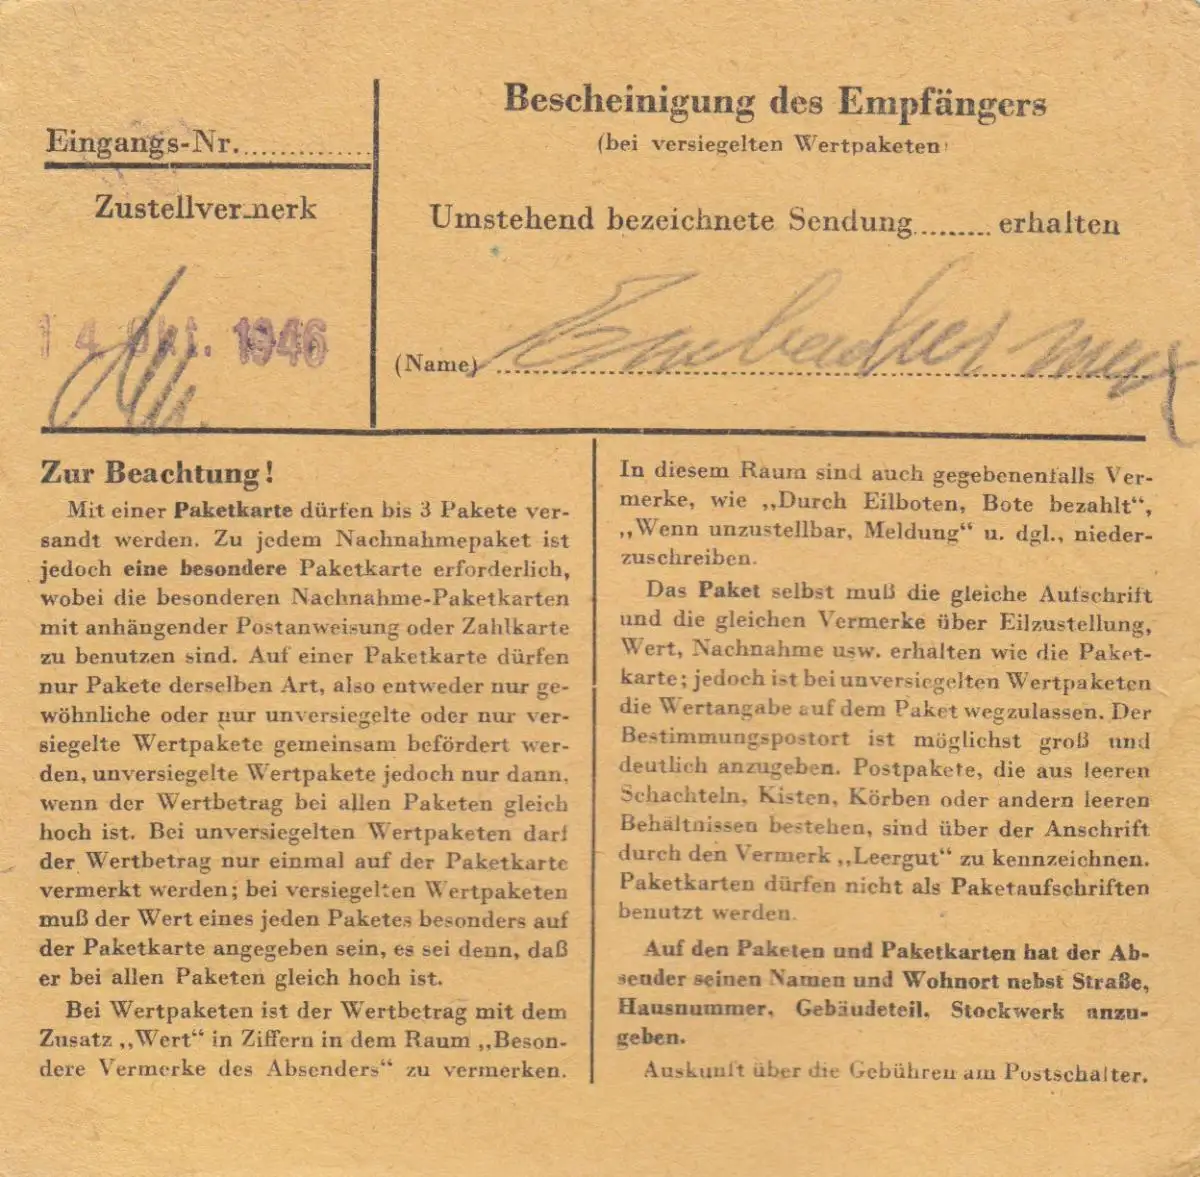 Eingangs-Nr.
Zustellvermerk
14. Okt. 1946
Bescheinigung des Empfängers
(bei versiegelten Wertpaketen)
Umstehend bezeichnete Sendung........ erhalten
(Name)
Zur Beachtung!
Mit einer Paketkarte dürfen bis 3 Pakete ver-
sandt werden. Zu jedem Nachnahmepaket ist
jedoch eine besondere Paketkarte erforderlich,
wobei die besonderen Nachnahme-Paketkarten
mit anhängender Postanweisung oder Zahlkarte
zu benutzen sind. Auf einer Paketkarte dürfen
nur Pakete derselben Art, also entweder nur ge-
wöhnliche oder nur unversiegelte oder nur ver-
siegelte Wertpakete gemeinsam befördert wer-
den, unversiegelte Wertpakete jedoch nur dann,
wenn der Wertbetrag bei allen Paketen gleich
hoch ist. Bei unversiegelten Wertpaketen darf
der Wertbetrag nur einmal auf der Paketkarte
vermerkt werden; bei versiegelten Wertpaketen
muß der Wert eines jeden Paketes besonders auf
der Paketkarte angegeben sein, es sei denn, daß
er bei allen Paketen gleich hoch ist.
Bei Wertpaketen ist der Wertbetrag mit dem
Zusatz „Wert“ in Ziffern in dem Raum „Beson-
dere Vermerke des Absenders“ zu vermerken.
In diesem Raum sind auch gegebenenfalls Ver-
merke, wie „Durch Eilboten, Bote bezahlt“,
„Wenn unzustellbar, Meldung“ u. dgl., nieder-
zuschreiben.
Das Paket selbst muß die gleiche Aufschrift
und die gleichen Vermerke über Eilzustellung,
Wert, Nachnahme usw. erhalten wie die Paket-
karte; jedoch ist bei unversiegelten Wertpaketen
die Wertangabe auf dem Paket wegzulassen. Der
Bestimmungspostort ist möglichst groß und
deutlich anzugeben. Postpakete, die aus leeren
Schachteln, Kisten, Körben oder andern leeren
Behältnissen bestehen, sind über der Anschrift
durch den Vermerk „Leergut“ zu kennzeichnen.
Paketkarten dürfen nicht als Paketaufschriften
benutzt werden.
Auf den Paketen und Paketkarten hat der Ab-
sender seinen Namen und Wohnort nebst Straße,
Hausnummer, Gebäudeteil, Stockwerk anzu-
geben.
Auskunft über die Gebühren am Postschalter.